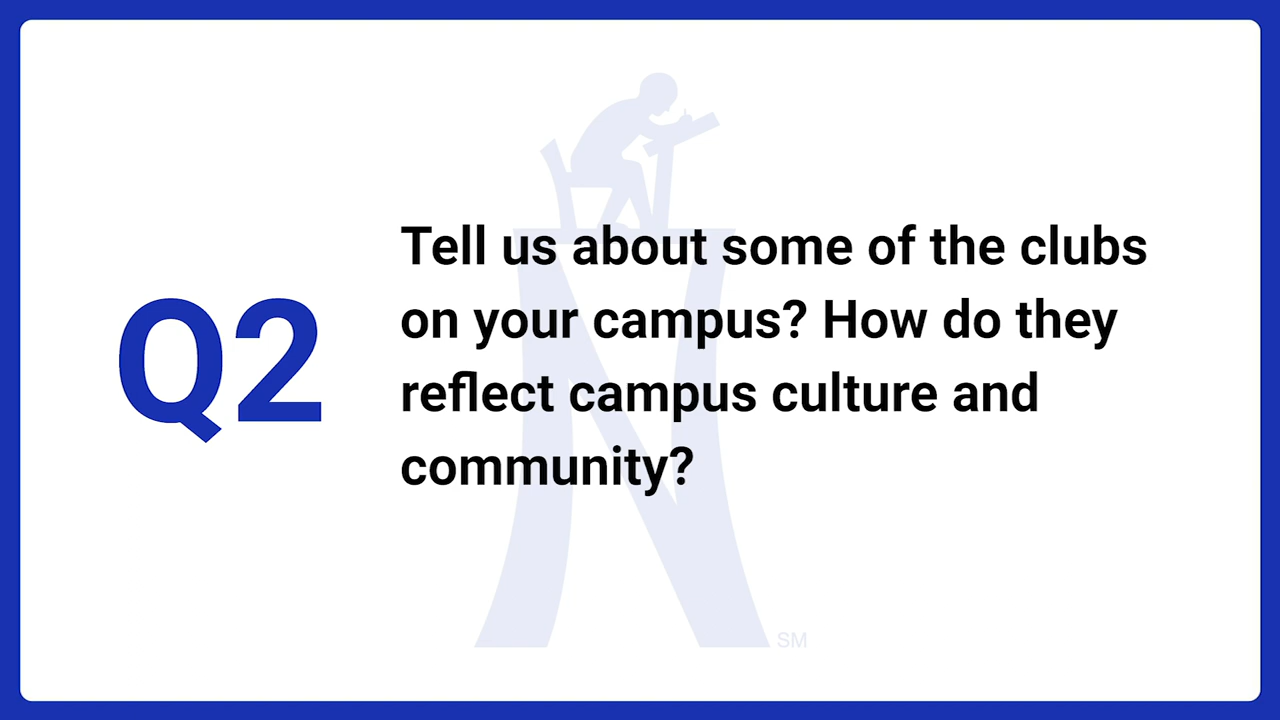 Q2
Tell us about some of the clubs
on your campus? How do they
reflect campus culture and
community?
N
SM